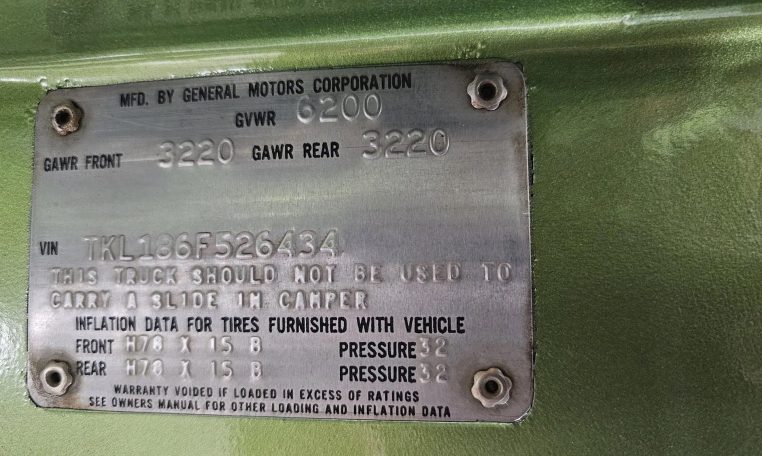 MFD. BY GENERAL MOTORS CORPORATION
GVWR 6200
GAWR FRONT 3220 GAWR REAR 3220
VIN TKL186F526434
THIS TRUCK SHOULD NOT BE USED TO
CARRY A SLIDE IN CAMPER
INFLATION DATA FOR TIRES FURNISHED WITH VEHICLE
FRONT H78 X 15 B PRESSURE 32
REAR H78 X 15 B PRESSURE 32
WARRANTY VOIDED IF LOADED IN EXCESS OF RATINGS
SEE OWNERS MANUAL FOR OTHER LOADING AND INFLATION DATA